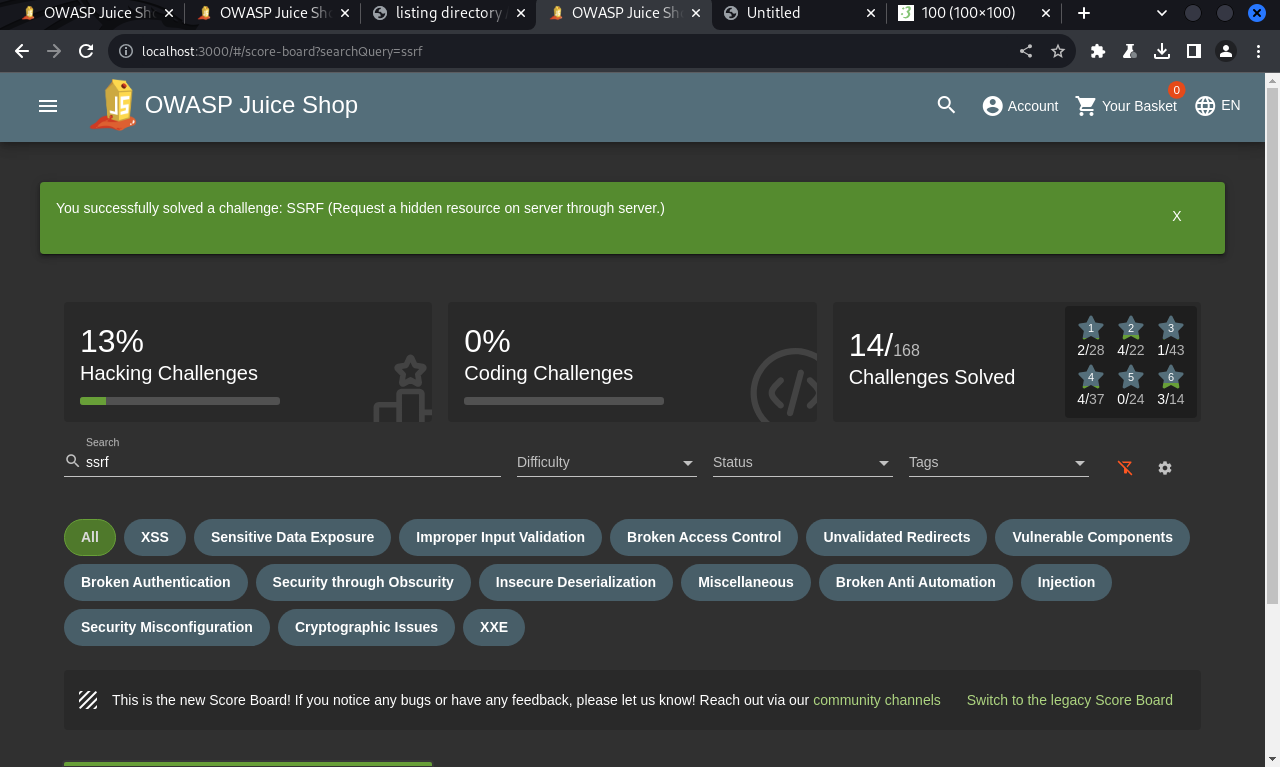 OWASP Juice Sho
OWASP Juice Sho
listing directory
OWASP Juice Sho
Untitled
100 (100×100)
localhost:3000/#/score-board?searchQuery=ssrf
OWASP Juice Shop
Account
Your Basket
0
EN
You successfully solved a challenge: SSRF (Request a hidden resource on server through server.)
X
13%
Hacking Challenges
0%
Coding Challenges
14/168
Challenges Solved
1 2 3
2/28 4/22 1/43
4 5 6
4/37 0/24 3/14
Search
ssrf
Difficulty
Status
Tags
All
XSS
Sensitive Data Exposure
Improper Input Validation
Broken Access Control
Unvalidated Redirects
Vulnerable Components
Broken Authentication
Security through Obscurity
Insecure Deserialization
Miscellaneous
Broken Anti Automation
Injection
Security Misconfiguration
Cryptographic Issues
XXE
This is the new Score Board! If you notice any bugs or have any feedback, please let us know! Reach out via our community channels
Switch to the legacy Score Board